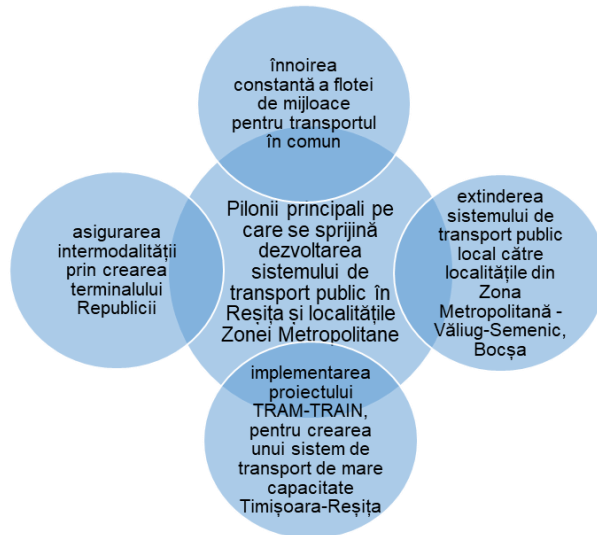 înnoirea
constantă a flotei
de mijloace
pentru transportul
în comun
asigurarea
intermodalității
prin crearea
terminalului
Republicii
Pilonii principali pe
care se sprijină
dezvoltarea
sistemului de
transport public în
Reșița și localitățile
Zonei Metropolitane
extinderea
sistemului de
transport public
local către
localitățile din
Zona
Metropolitană -
Văliug-Semenic,
Bocșa
implementarea
proiectului
TRAM-TRAIN,
pentru crearea
unui sistem de
transport de mare
capacitate
Timișoara-Reșița